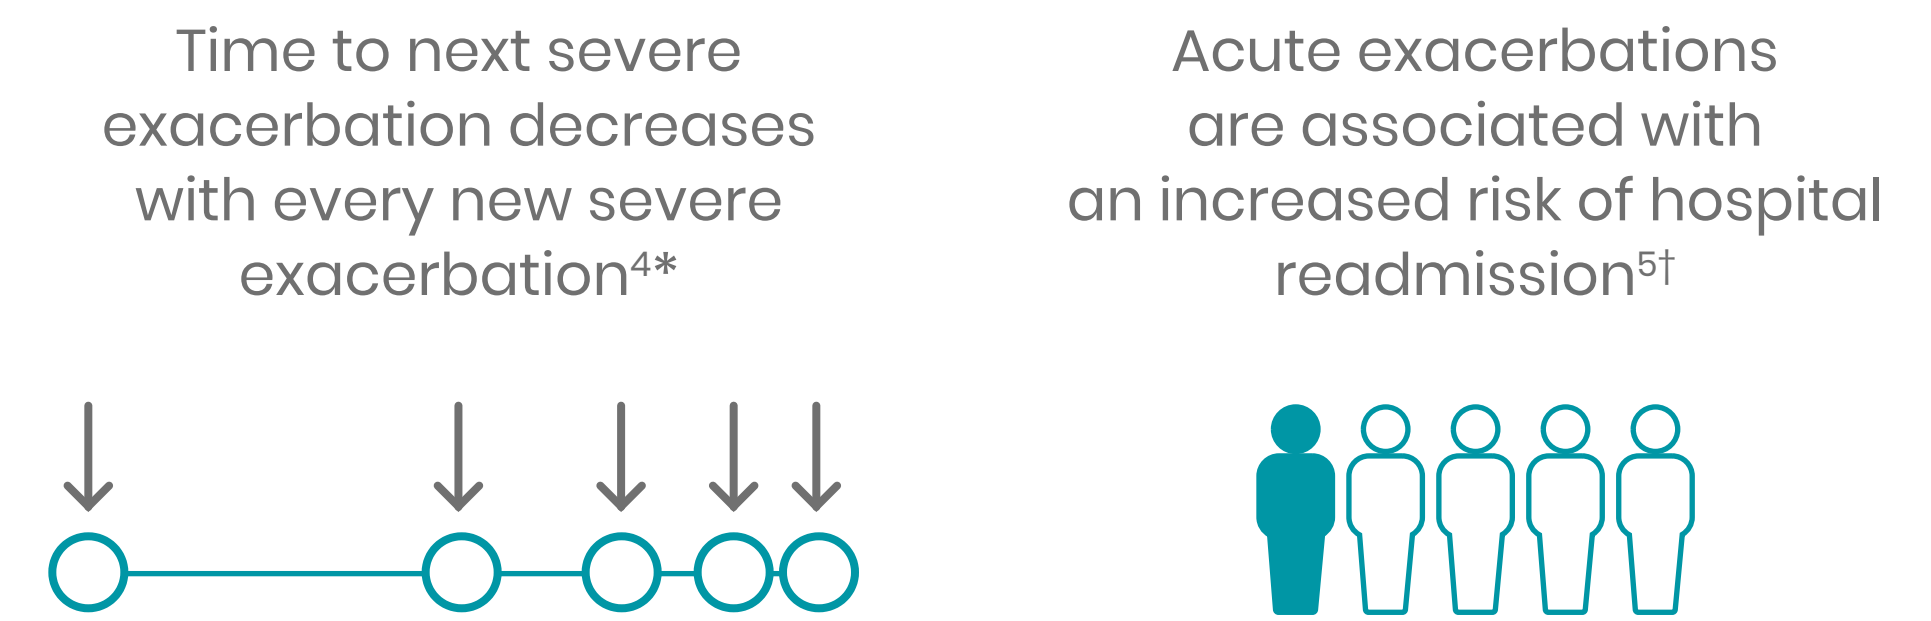 Time to next severe
exacerbation decreases
with every new severe
exacerbation⁴*
Acute exacerbations
are associated with
an increased risk of hospital
readmission⁵†